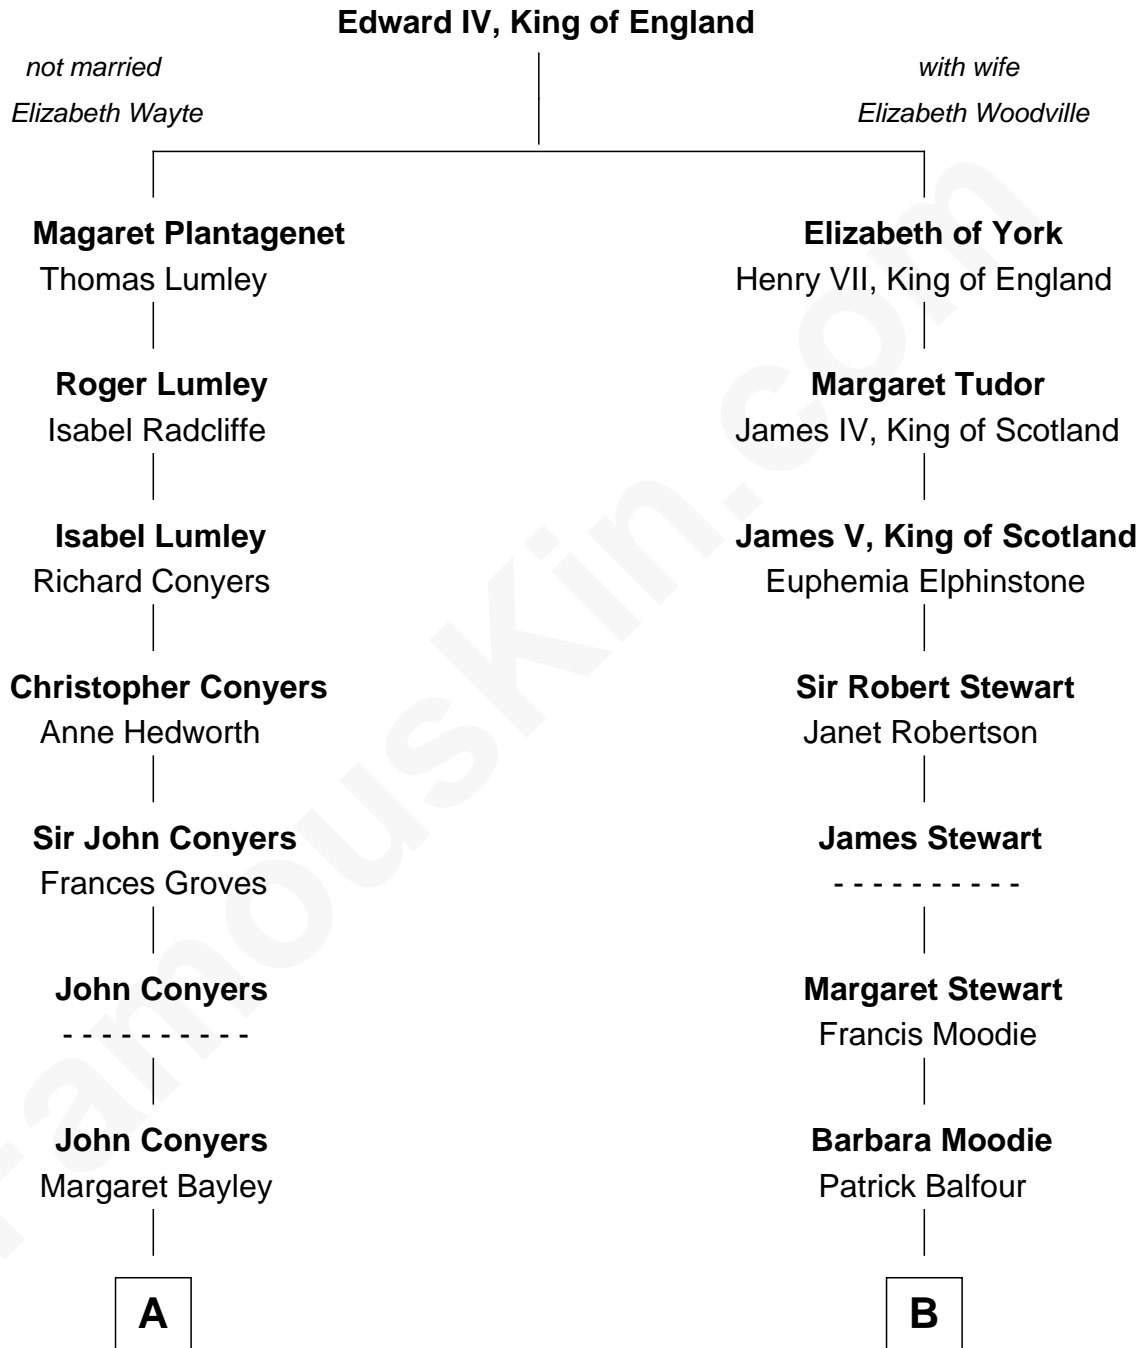 Edward IV, King of England
not married
Elizabeth Wayte
with wife
Elizabeth Woodville
Magaret Plantagenet
Thomas Lumley
Elizabeth of York
Henry VII, King of England
Roger Lumley
Isabel Radcliffe
Margaret Tudor
James IV, King of Scotland
Isabel Lumley
Richard Conyers
James V, King of Scotland
Euphemia Elphinstone
Christopher Conyers
Anne Hedworth
Sir Robert Stewart
Janet Robertson
Sir John Conyers
Frances Groves
James Stewart
- - - - - - - - - -
John Conyers
- - - - - - - - - -
Margaret Stewart
Francis Moodie
John Conyers
Margaret Bayley
Barbara Moodie
Patrick Balfour
A
B
FamousKin.com